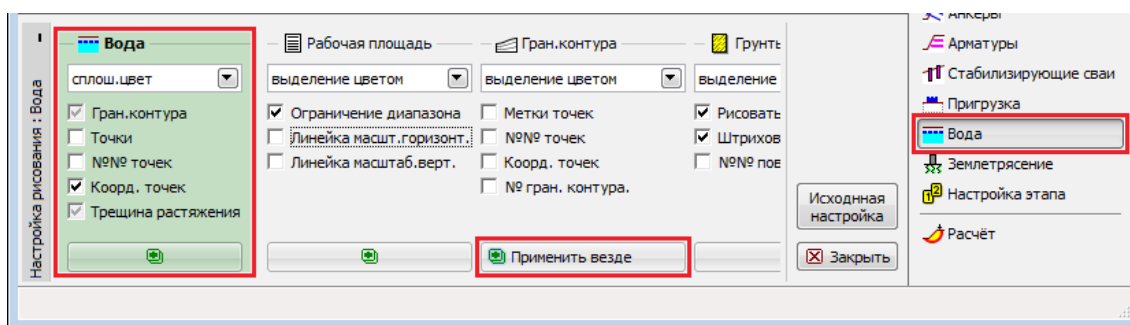 Настройка рисования : Вода
Вода
сплош.цвет
Гран.контура
Точки
№№ точек
Коорд. точек
Трещина растяжения
Рабочая площадь
выделение цветом
Ограничение диапазона
Линейка масшт.горизонт.
Линейка масштаб.верт.
Гран.контура
выделение цветом
Метки точек
№№ точек
Коорд. точек
№ гран. контура.
Применить везде
Грунты
выделение
Рисовать
Штрихов
№№ пов
Исходнная
настройка
Закрыть
Анкеры
Арматуры
Стабилизирующие сваи
Пригрузка
Вода
Землетрясение
Настройка этапа
Расчёт